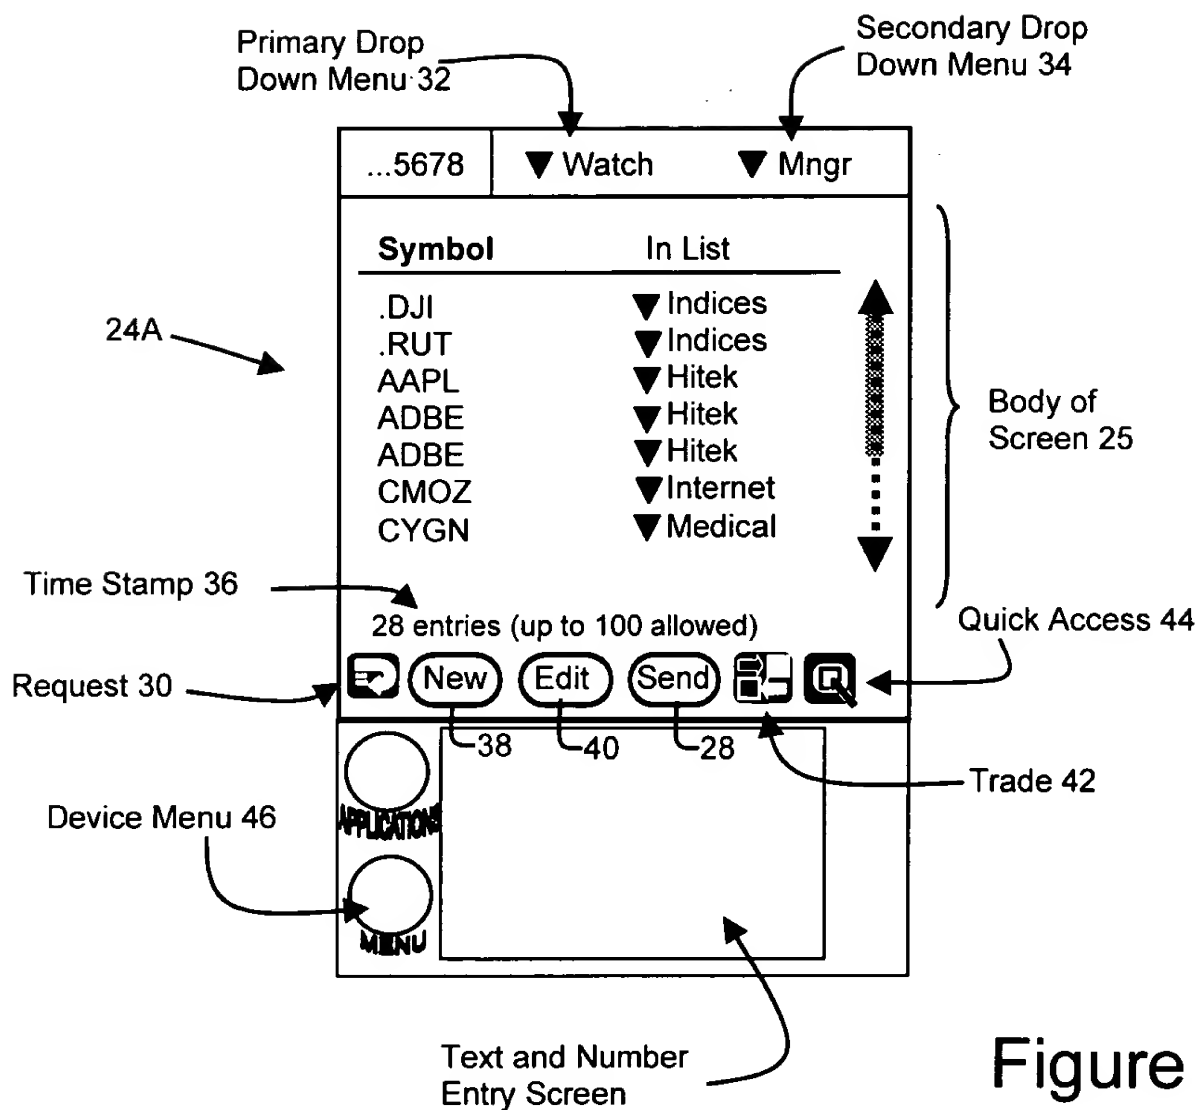 Primary Drop
Down Menu 32
Secondary Drop
Down Menu 34
...5678
Watch
Mngr
Symbol
In List
.DJI
Indices
.RUT
Indices
AAPL
Hitek
ADBE
Hitek
ADBE
Hitek
CMOZ
Internet
CYGN
Medical
24A
Body of
Screen 25
Time Stamp 36
28 entries (up to 100 allowed)
Quick Access 44
Request 30
New
Edit
Send
38
40
28
Trade 42
APPLICATIONS
Device Menu 46
MENU
Text and Number
Entry Screen
Figure